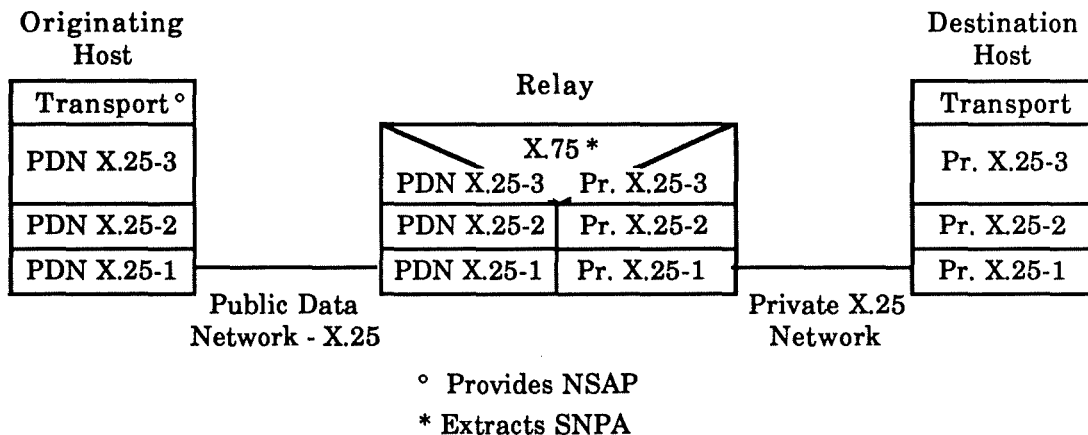 Originating
Host
Transport °
PDN X.25-3
PDN X.25-2
PDN X.25-1
Relay
X.75 *
PDN X.25-3 Pr. X.25-3
PDN X.25-2 Pr. X.25-2
PDN X.25-1 Pr. X.25-1
Destination
Host
Transport
Pr. X.25-3
Pr. X.25-2
Pr. X.25-1
Public Data
Network - X.25
Private X.25
Network
° Provides NSAP
* Extracts SNPA